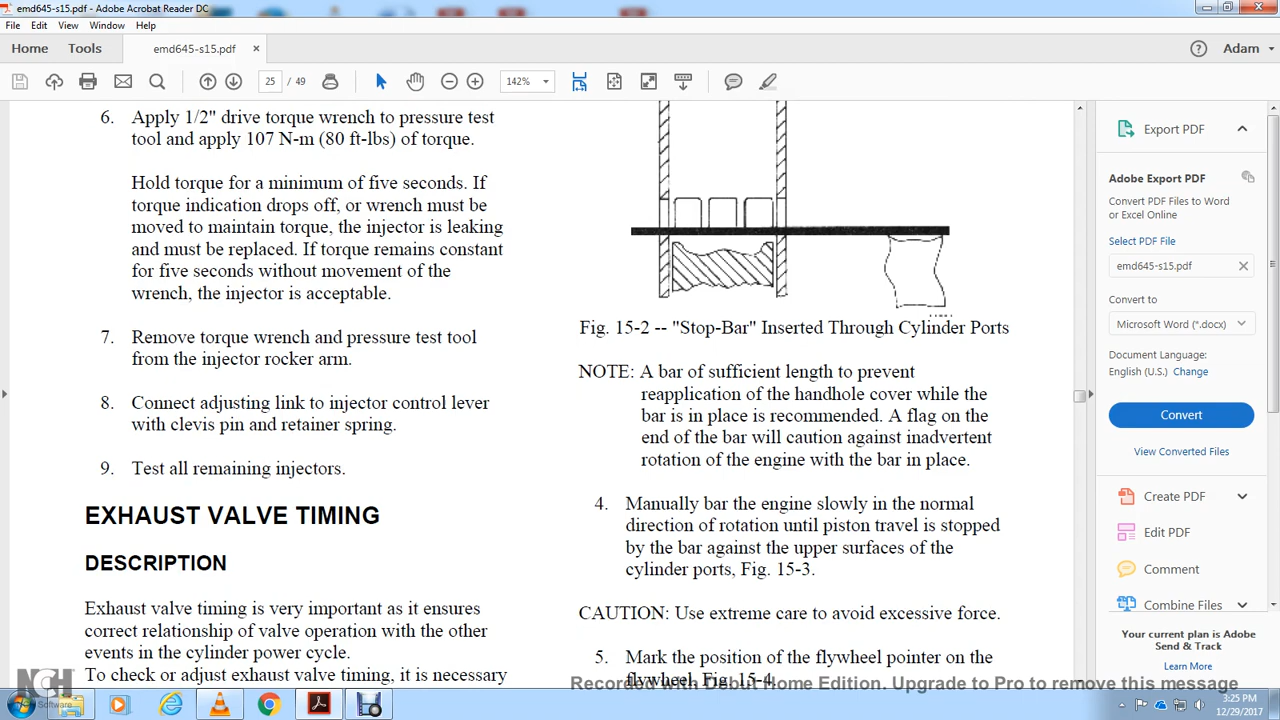 emd645-s15.pdf - Adobe Acrobat Reader DC
File Edit View Window Help
Home Tools emd645-s15.pdf × Adam
25 / 49 142%
6. Apply 1/2" drive torque wrench to pressure test
tool and apply 107 N-m (80 ft-lbs) of torque.
Hold torque for a minimum of five seconds. If
torque indication drops off, or wrench must be
moved to maintain torque, the injector is leaking
and must be replaced. If torque remains constant
for five seconds without movement of the
wrench, the injector is acceptable.
7. Remove torque wrench and pressure test tool
from the injector rocker arm.
8. Connect adjusting link to injector control lever
with clevis pin and retainer spring.
9. Test all remaining injectors.
EXHAUST VALVE TIMING
DESCRIPTION
Exhaust valve timing is very important as it ensures
correct relationship of valve operation with the other
events in the cylinder power cycle.
To check or adjust exhaust valve timing, it is necessary
Fig. 15-2 -- "Stop-Bar" Inserted Through Cylinder Ports
NOTE: A bar of sufficient length to prevent
reapplication of the handhole cover while the
bar is in place is recommended. A flag on the
end of the bar will caution against inadvertent
rotation of the engine with the bar in place.
4. Manually bar the engine slowly in the normal
direction of rotation until piston travel is stopped
by the bar against the upper surfaces of the
cylinder ports, Fig. 15-3.
CAUTION: Use extreme care to avoid excessive force.
5. Mark the position of the flywheel pointer on the
flywheel, Fig. 15-4.
Export PDF
Adobe Export PDF
Convert PDF Files to Word
or Excel Online
Select PDF File
emd645-s15.pdf
Convert to
Microsoft Word (*.docx)
Document Language:
English (U.S.) Change
Convert
View Converted Files
Create PDF
Edit PDF
Comment
Combine Files
Your current plan is Adobe
Send & Track
Learn More
NCH
Software
Home Edition. Upgrade to Pro to remove this message
3:25 PM
12/29/2017